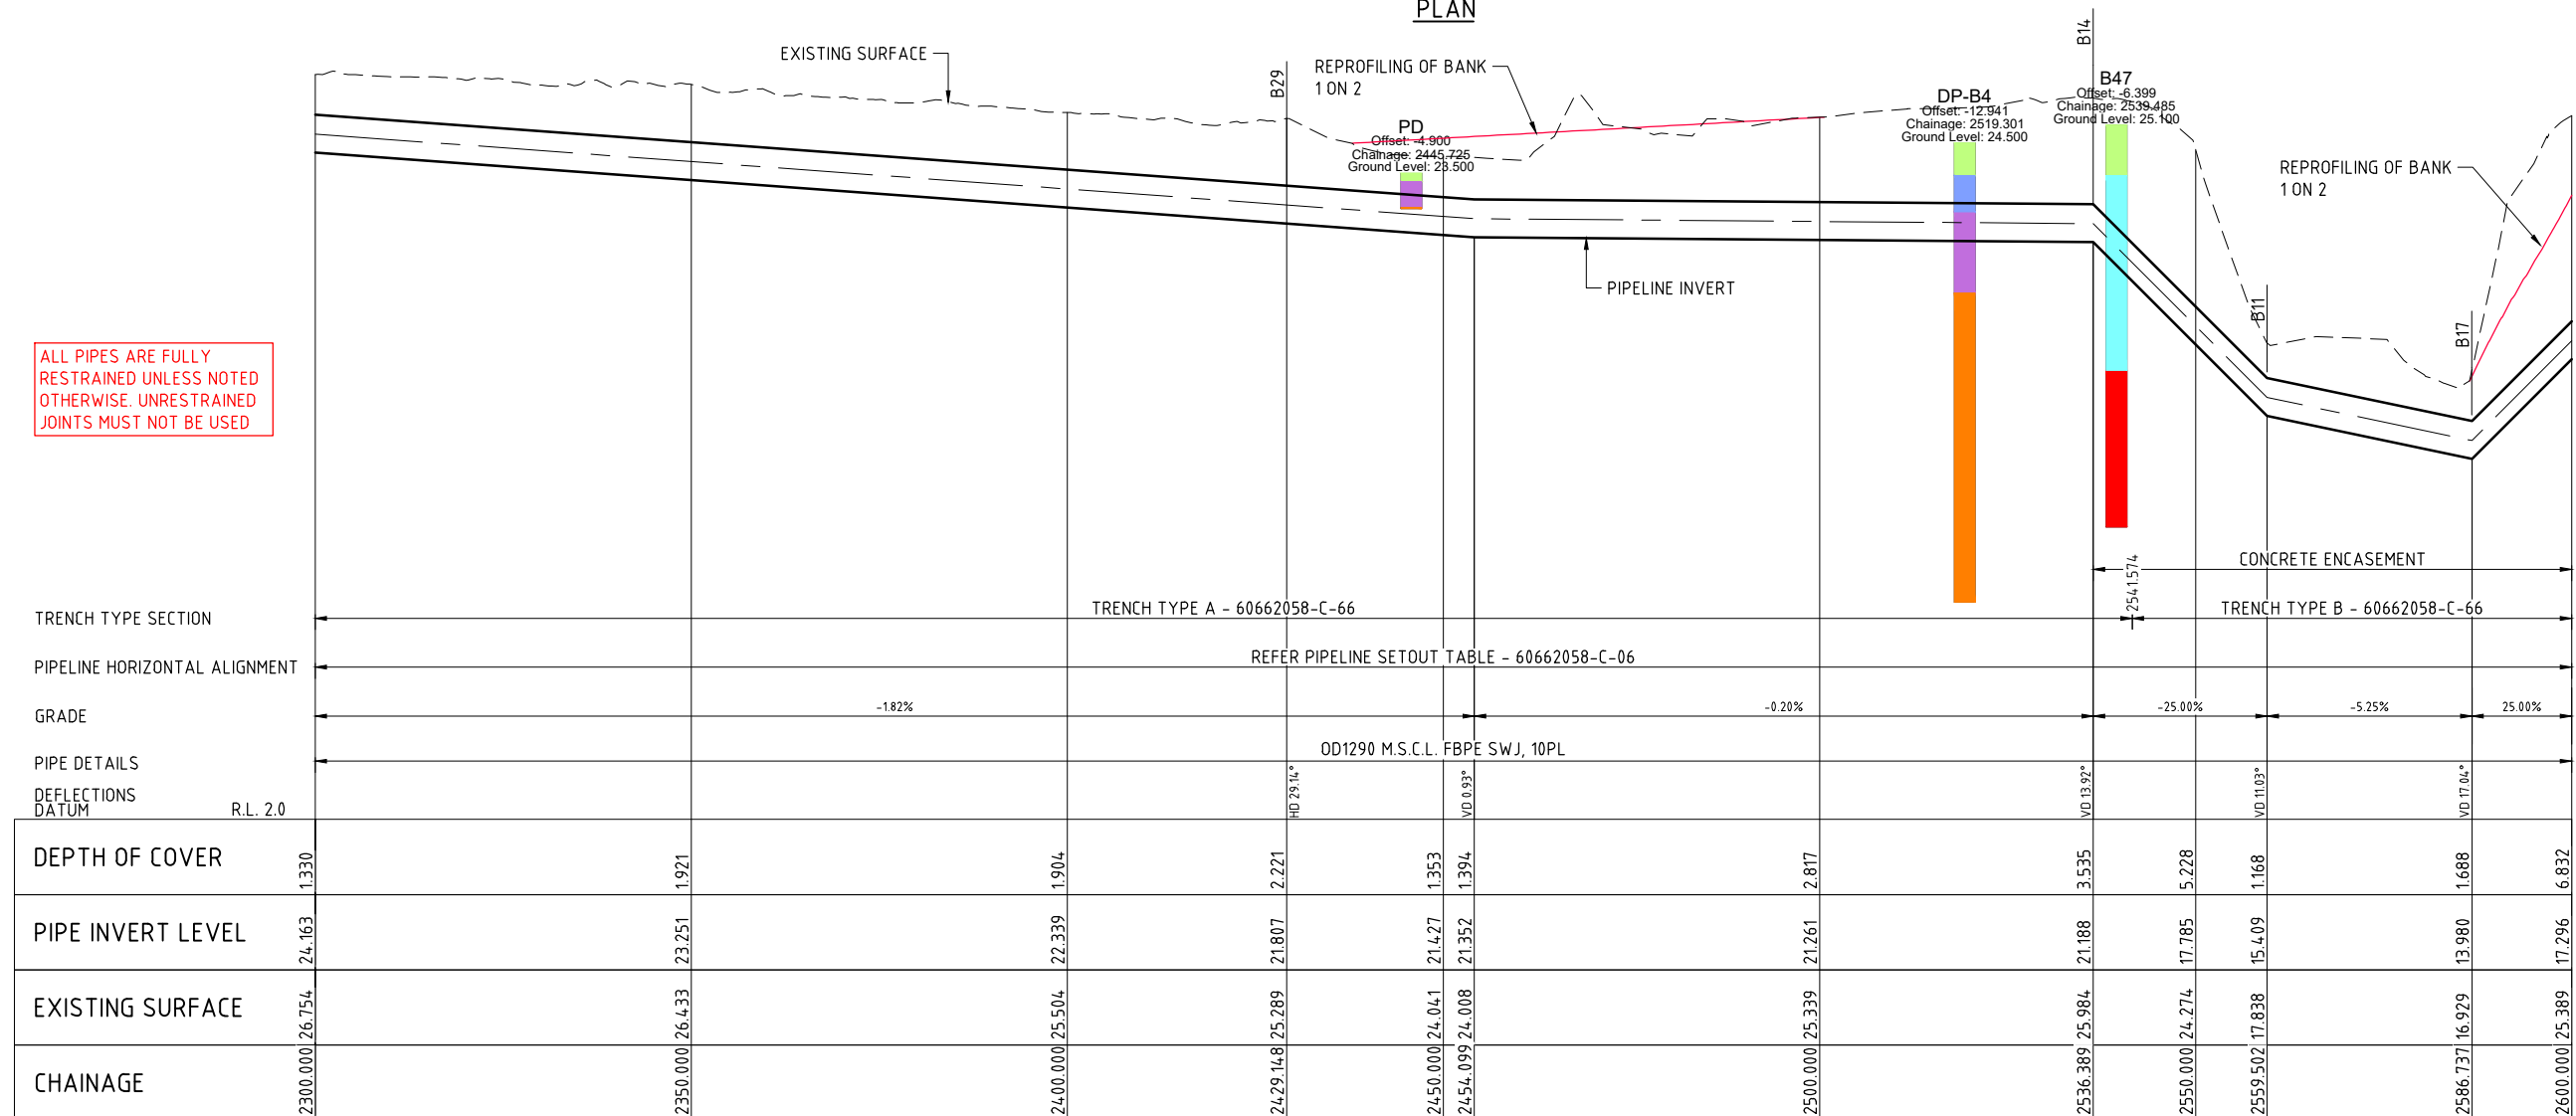 PLAN
EXISTING SURFACE
B29
REPROFILING OF BANK
1 ON 2
PD
Offset: -4.900
Chainage: 2445.725
Ground Level: 23.500
DP-B4
Offset: -12.941
Chainage: 2519.301
Ground Level: 24.500
B14
B47
Offset: -6.399
Chainage: 2539.485
Ground Level: 25.100
REPROFILING OF BANK
1 ON 2
PIPELINE INVERT
B11
B17
ALL PIPES ARE FULLY
RESTRAINED UNLESS NOTED
OTHERWISE. UNRESTRAINED
JOINTS MUST NOT BE USED
CONCRETE ENCASEMENT
2541.574
TRENCH TYPE SECTION
TRENCH TYPE A - 60662058-C-66
TRENCH TYPE B - 60662058-C-66
PIPELINE HORIZONTAL ALIGNMENT
REFER PIPELINE SETOUT TABLE - 60662058-C-06
GRADE
-1.82%
-0.20%
-25.00%
-5.25%
25.00%
PIPE DETAILS
OD1290 M.S.C.L. FBPE SWJ, 10PL
DEFLECTIONS
HD 29.14°
VD 0.93°
VD 13.92°
VD 11.03°
VD 17.04°
DATUM R.L. 2.0
DEPTH OF COVER 1.330 1.921 1.904 2.221 1.353 1.394 2.817 3.535 5.228 1.168 1.688 6.832
PIPE INVERT LEVEL 24.163 23.251 22.339 21.807 21.427 21.352 21.261 21.188 17.785 15.409 13.980 17.296
EXISTING SURFACE 26.754 26.433 25.504 25.289 24.041 24.008 25.339 25.984 24.274 17.838 16.929 25.389
CHAINAGE 2300.000 2350.000 2400.000 2429.148 2450.000 2454.099 2500.000 2536.389 2550.000 2559.502 2586.737 2600.000